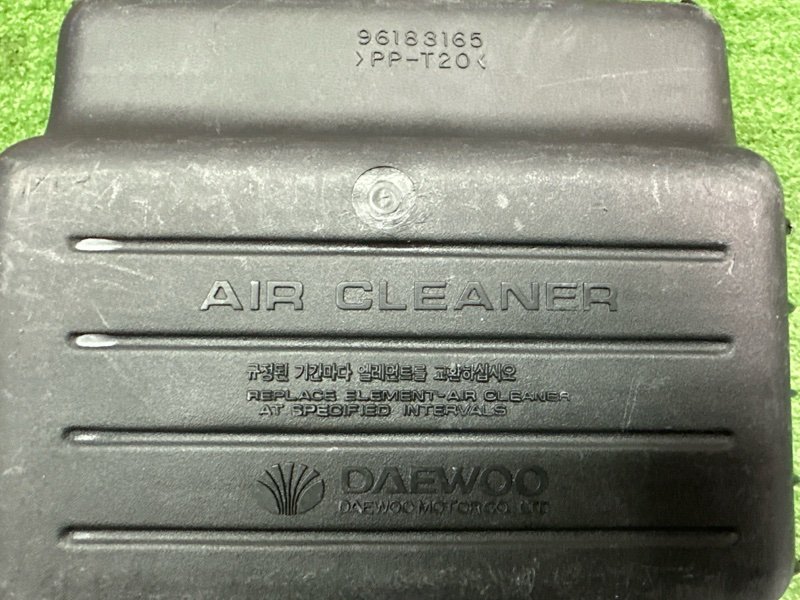 96183165
>PP-T20<
AIR CLEANER
규정된 기간마다 엘레먼트를 교환하십시오
REPLACE ELEMENT-AIR CLEANER
AT SPECIFIED INTERVALS
DAEWOO
DAEWOO MOTOR CO., LTD